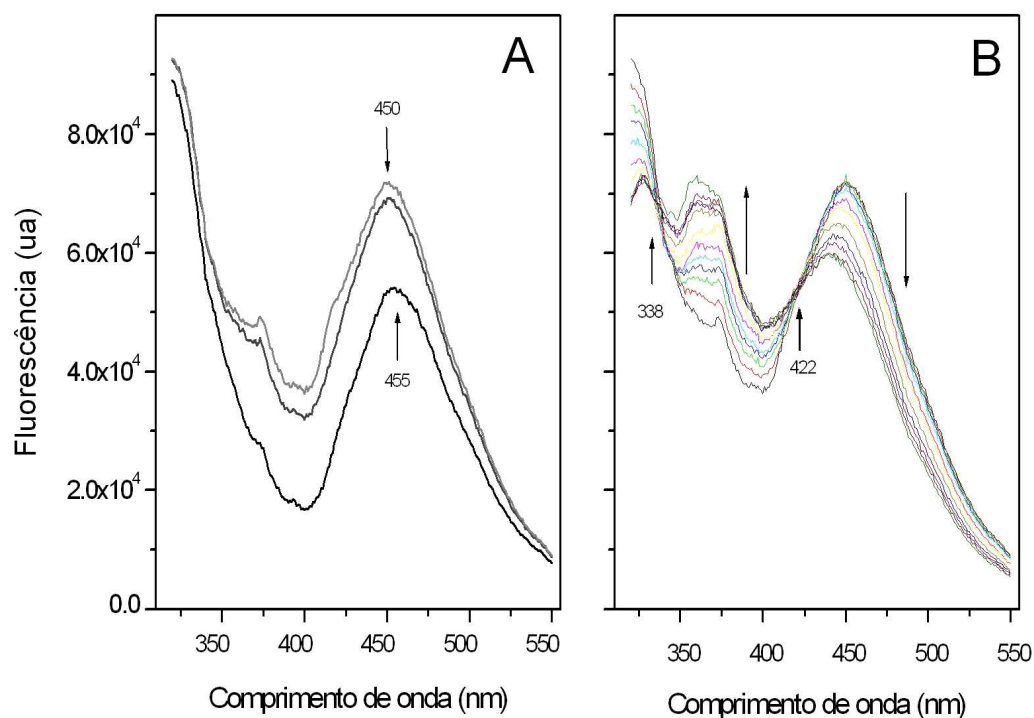 A
B
Fluorescência (ua)
8.0x10⁴
6.0x10⁴
4.0x10⁴
2.0x10⁴
0.0
450
455
338
422
350 400 450 500 550
350 400 450 500 550
Comprimento de onda (nm)
Comprimento de onda (nm)